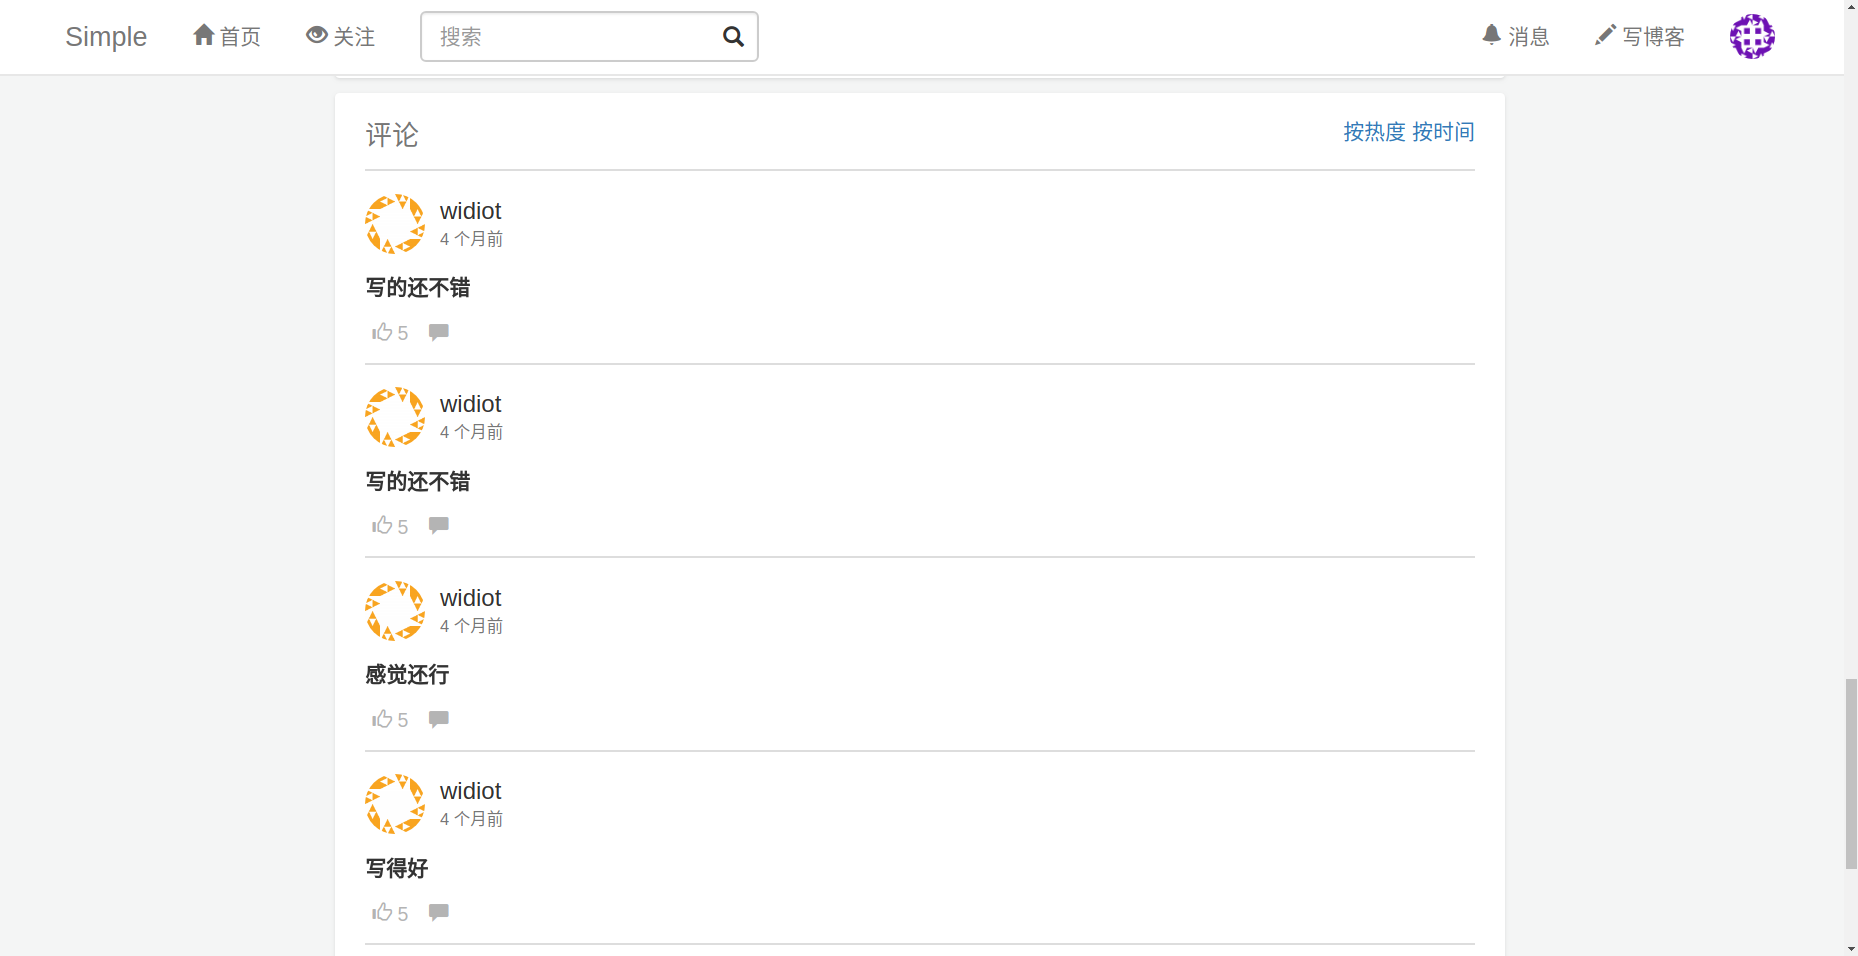 Simple 首页 关注 搜索 消息 写博客
评论 按热度 按时间
widiot
4 个月前
写的还不错
5
widiot
4 个月前
写的还不错
5
widiot
4 个月前
感觉还行
5
widiot
4 个月前
写得好
5